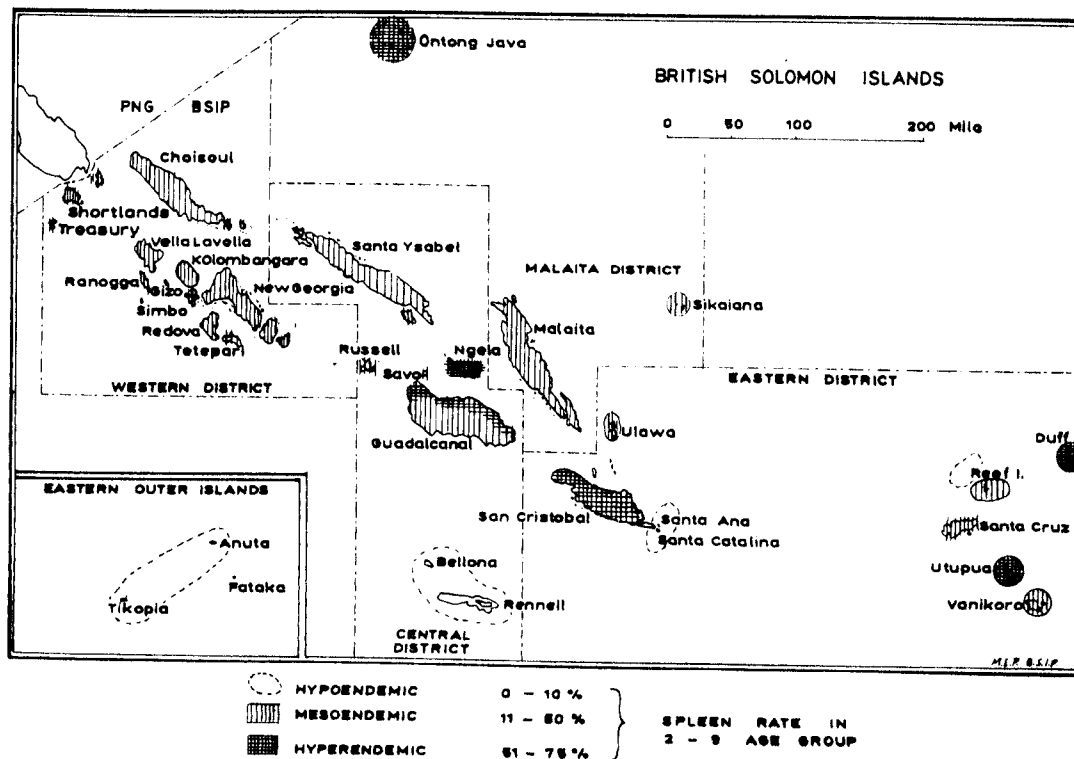 Ontong Java
BRITISH SOLOMON ISLANDS
PNG BSIP
0 50 100 200 Mila
Choisoul
Shortlands
Treasury
Vella Lavella
Kolombangara
Santa Ysabel
MALAITA DISTRICT
Ranogga
Gizo
New Georgia
Sikaiana
Simbo
Malaita
Redova
Tetepari
Russell
Ngela
Savo
WESTERN DISTRICT
EASTERN DISTRICT
Guadalcanal
Ulawa
Duff
Reef I.
EASTERN OUTER ISLANDS
San Cristobal
Santa Ana
Santa Cruz
Santa Catalina
Anuta
Bellona
Utupua
Fataka
Tikopia
Rennell
Vanikoro
CENTRAL
DISTRICT
M.E.P. B.S.I.P.
HYPOENDEMIC 0 - 10 %
MESOENDEMIC 11 - 50 %
SPLEEN RATE IN
2 - 9 AGE GROUP
HYPERENDEMIC 51 - 75 %